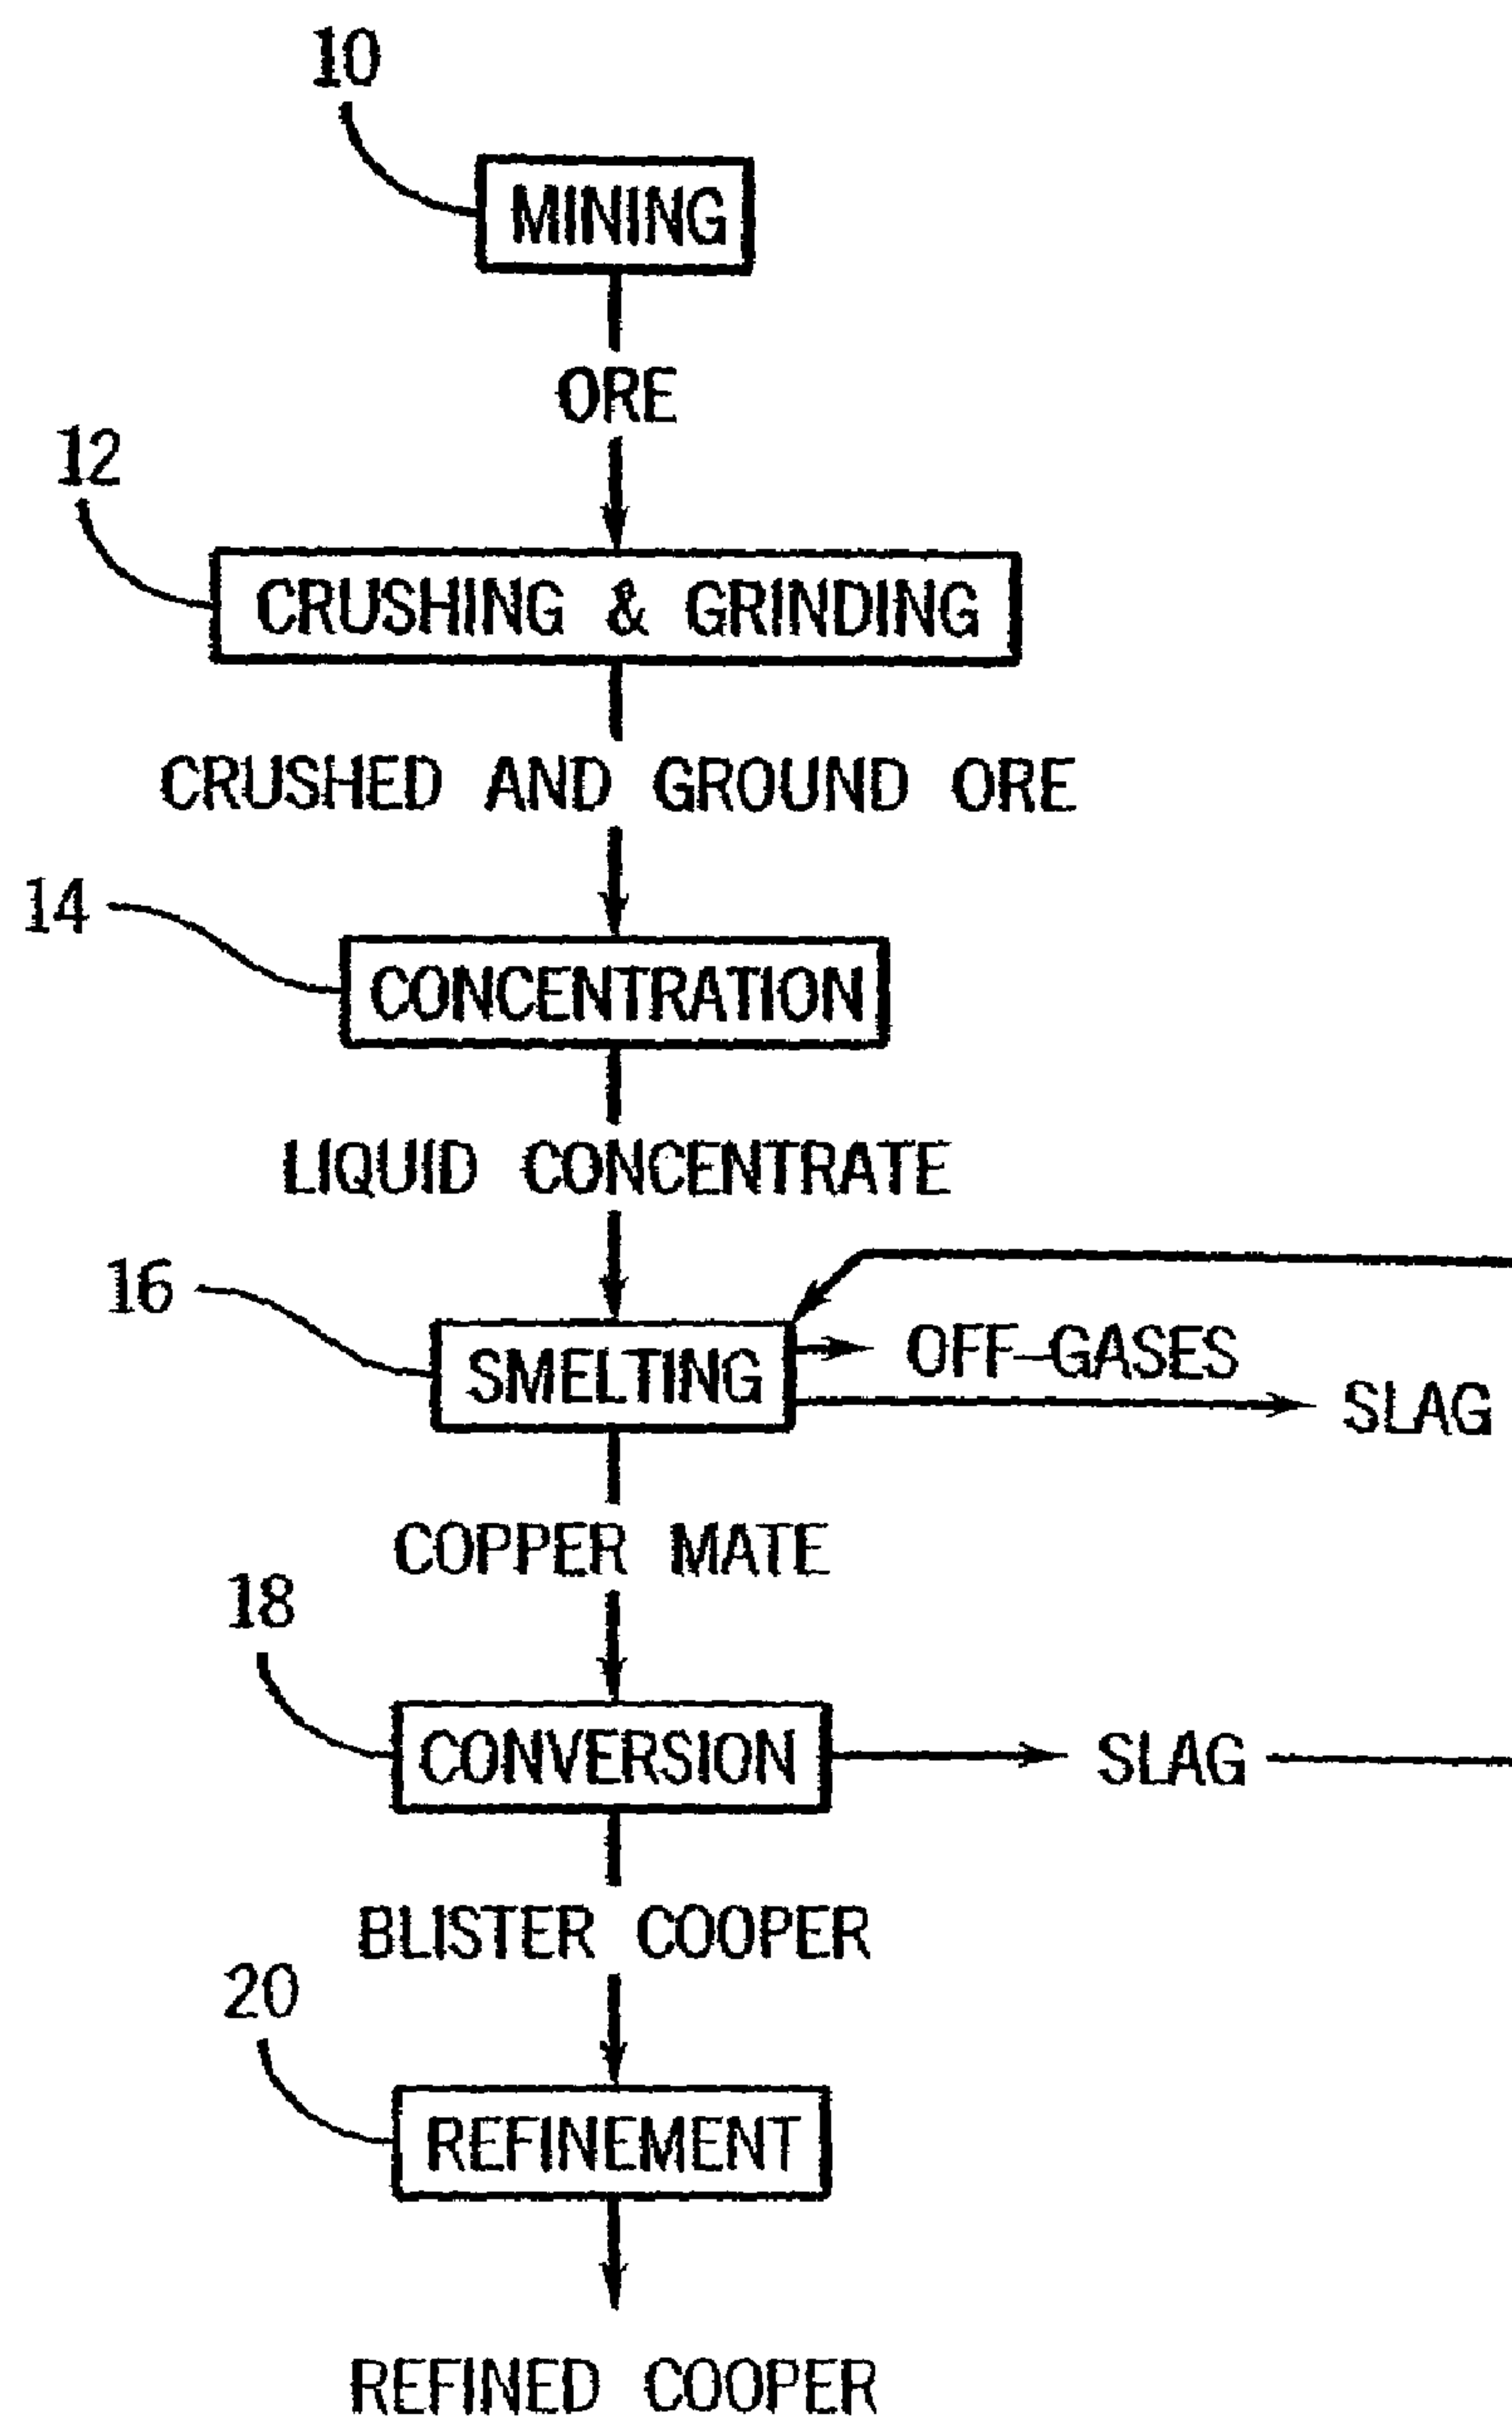 10
MINING
ORE
12
CRUSHING & GRINDING
CRUSHED AND GROUND ORE
14
CONCENTRATION
LIQUID CONCENTRATE
16
SMELTING
OFF-GASES
SLAG
COPPER MATE
18
CONVERSION
SLAG
BLISTER COOPER
20
REFINEMENT
REFINED COOPER